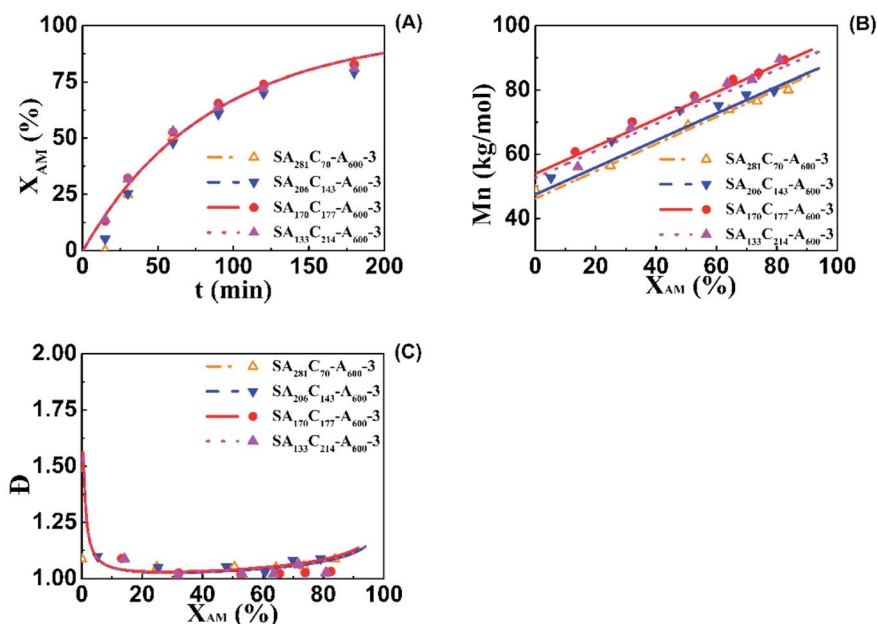 (A)
100
75
50
25
0
X_AM (%)
SA₂₈₁C₇₀-A₆₀₀-3
SA₂₀₆C₁₄₃-A₆₀₀-3
SA₁₇₀C₁₇₇-A₆₀₀-3
SA₁₃₃C₂₁₄-A₆₀₀-3
0 50 100 150 200
t (min)
(B)
100
80
60
40
Mn (kg/mol)
SA₂₈₁C₇₀-A₆₀₀-3
SA₂₀₆C₁₄₃-A₆₀₀-3
SA₁₇₀C₁₇₇-A₆₀₀-3
SA₁₃₃C₂₁₄-A₆₀₀-3
0 20 40 60 80 100
X_AM (%)
(C)
2.00
1.75
1.50
1.25
1.00
Đ
SA₂₈₁C₇₀-A₆₀₀-3
SA₂₀₆C₁₄₃-A₆₀₀-3
SA₁₇₀C₁₇₇-A₆₀₀-3
SA₁₃₃C₂₁₄-A₆₀₀-3
0 20 40 60 80 100
X_AM (%)